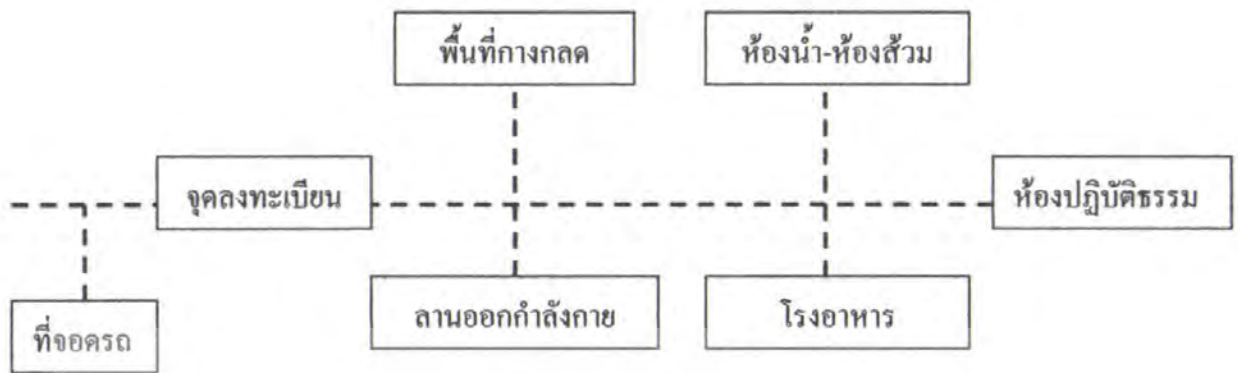 พื้นที่กางกลด
ห้องน้ำ-ห้องส้วม
จุดลงทะเบียน
ห้องปฏิบัติธรรม
ลานออกกำลังกาย
โรงอาหาร
ที่จอดรถ